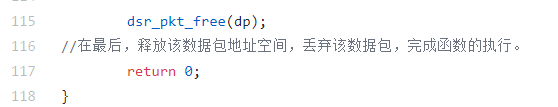 115 dsr_pkt_free(dp);
116 //在最后，释放该数据包地址空间，丢弃该数据包，完成函数的执行。
117 return 0;
118 }